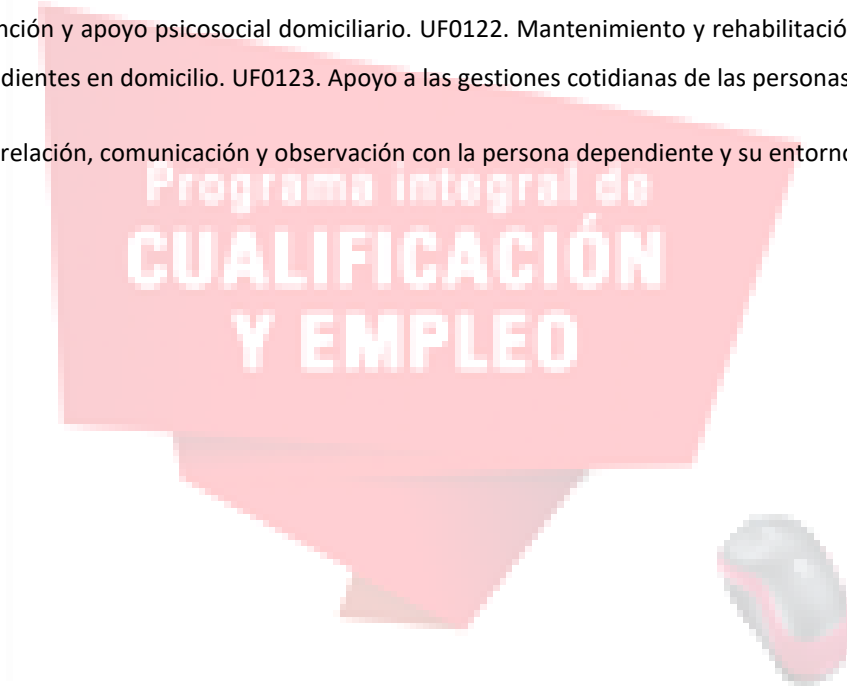 nción y apoyo psicosocial domiciliario. UF0122. Mantenimiento y rehabilitació
dientes en domicilio. UF0123. Apoyo a las gestiones cotidianas de las personas
relación, comunicación y observación con la persona dependiente y su entorno
Programa integral de
CUALIFICACIÓN
Y EMPLEO